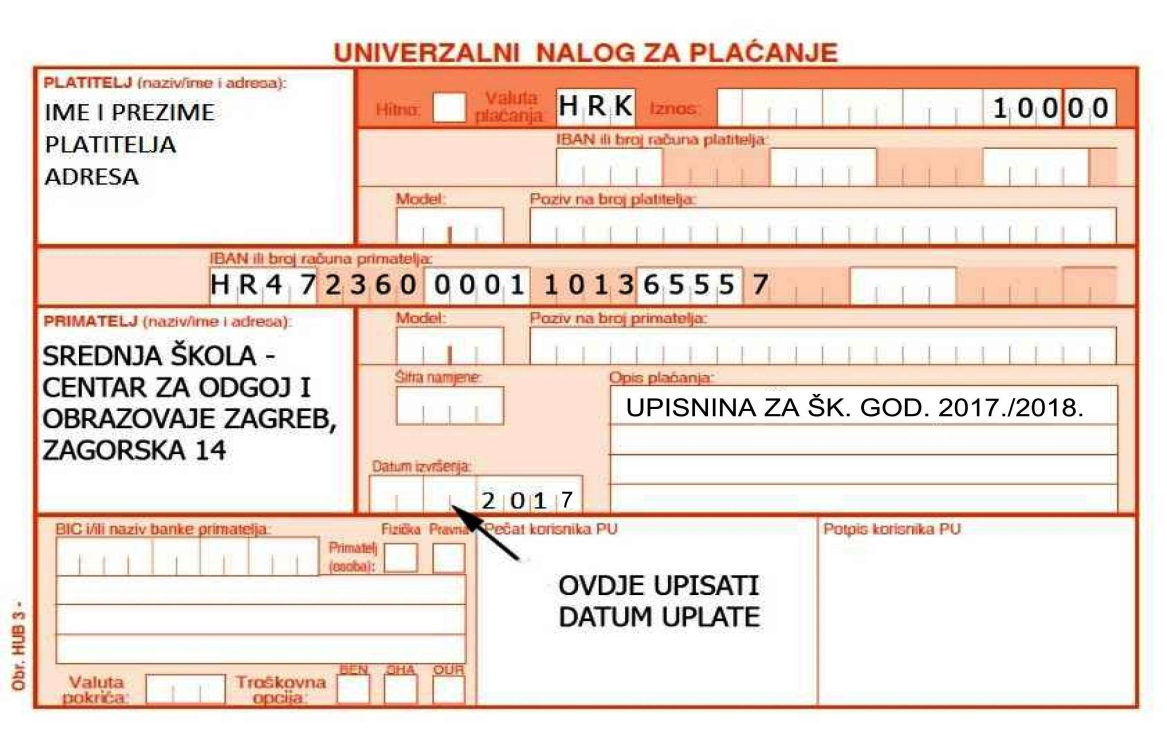 UNIVERZALNI NALOG ZA PLAĆANJE
PLATITELJ (naziv/ime i adresa):
IME I PREZIME
PLATITELJA
ADRESA
Hitno:
Valuta plaćanja:
HRK
Iznos:
10000
IBAN ili broj računa platitelja:
Model:
Poziv na broj platitelja:
IBAN ili broj računa primatelja:
HR4723600001101365557
PRIMATELJ (naziv/ime i adresa):
SREDNJA ŠKOLA -
CENTAR ZA ODGOJ I
OBRAZOVAJE ZAGREB,
ZAGORSKA 14
Model:
Poziv na broj primatelja:
Šifra namjene:
Opis plaćanja:
UPISNINA ZA ŠK. GOD. 2017./2018.
Datum izvršenja:
2017
BIC i/ili naziv banke primatelja:
Fizička Pravna
Primatelj
(osoba):
Pečat korisnika PU
Potpis korisnika PU
OVDJE UPISATI
DATUM UPLATE
Valuta
pokrića:
Troškovna
opcija:
BEN SHA OUR
Obr. HUB 3 -